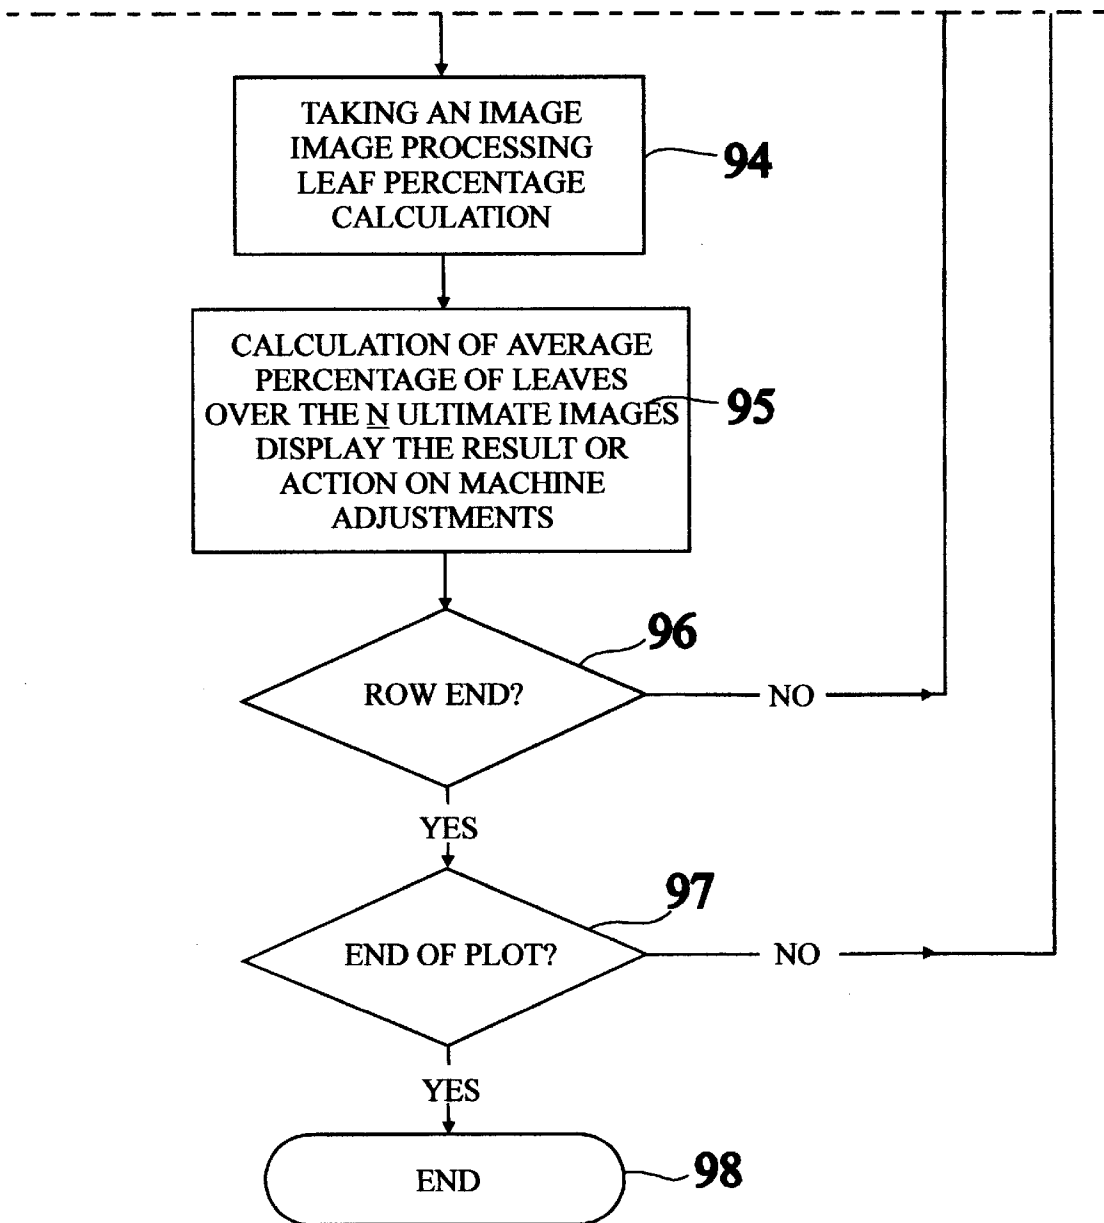 TAKING AN IMAGE
IMAGE PROCESSING
LEAF PERCENTAGE
CALCULATION
94
CALCULATION OF AVERAGE
PERCENTAGE OF LEAVES
OVER THE N ULTIMATE IMAGES
DISPLAY THE RESULT OR
ACTION ON MACHINE
ADJUSTMENTS
95
96
ROW END?
NO
YES
97
END OF PLOT?
NO
YES
END
98